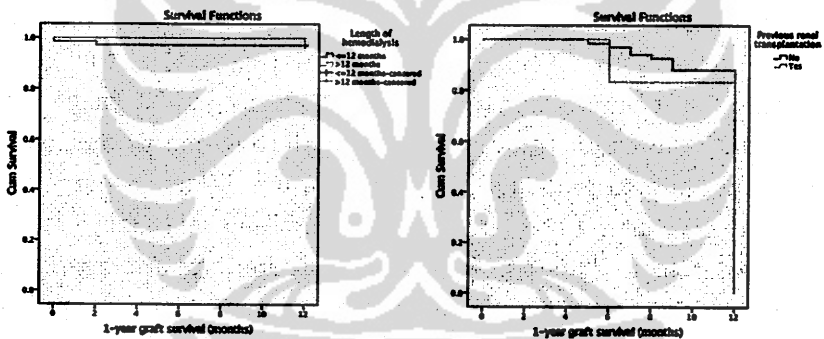 Survival Functions
Cum Survival
1.0
0.8
0.6
0.4
0.2
0.0
0 2 4 6 8 10 12
1-year graft survival (months)
Length of
hemodialysis
<=12 months
>12 months
<=12 months-censored
>12 months-censored
Survival Functions
Cum Survival
1.0
0.8
0.6
0.4
0.2
0.0
0 2 4 6 8 10 12
1-year graft survival (months)
Previous renal
transplantation
No
Yes